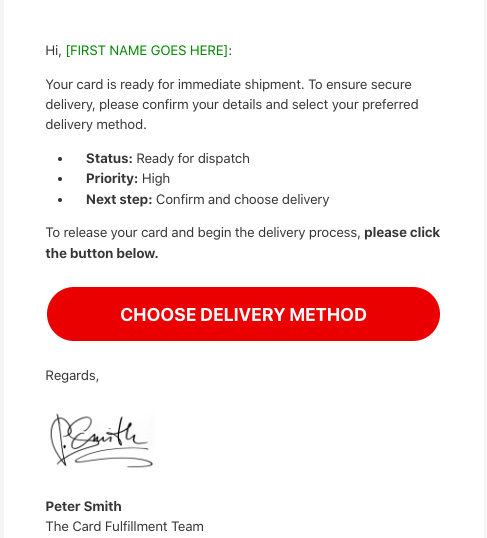 Hi, [FIRST NAME GOES HERE]:
Your card is ready for immediate shipment. To ensure secure
delivery, please confirm your details and select your preferred
delivery method.
• Status: Ready for dispatch
• Priority: High
• Next step: Confirm and choose delivery
To release your card and begin the delivery process, please click
the button below.
CHOOSE DELIVERY METHOD
Regards,
P. Smith
Peter Smith
The Card Fulfillment Team